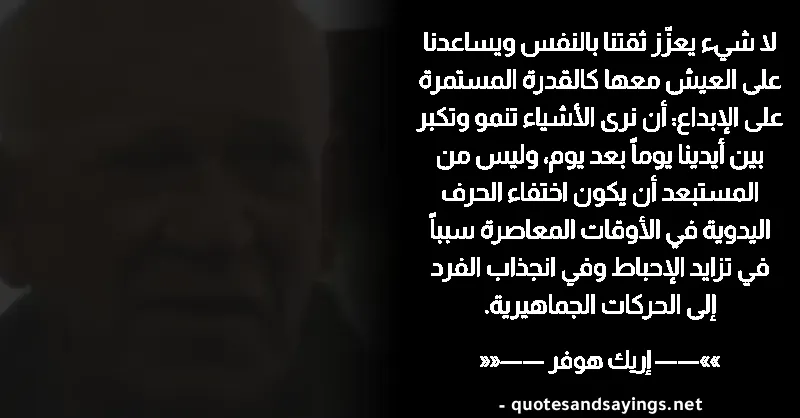 لا شيء يعزّز ثقتنا بالنفس ويساعدنا
على العيش معها كالقدرة المستمرة
على الإبداع: أن نرى الأشياء تنمو وتكبر
بين أيدينا يوماً بعد يوم، وليس من
المستبعد أن يكون اختفاء الحرف
اليدوية في الأوقات المعاصرة سبباً
في تزايد الإحباط وفي انجذاب الفرد
إلى الحركات الجماهيرية.
»»—— إريك هوفر ——««
- quotesandsayings.net